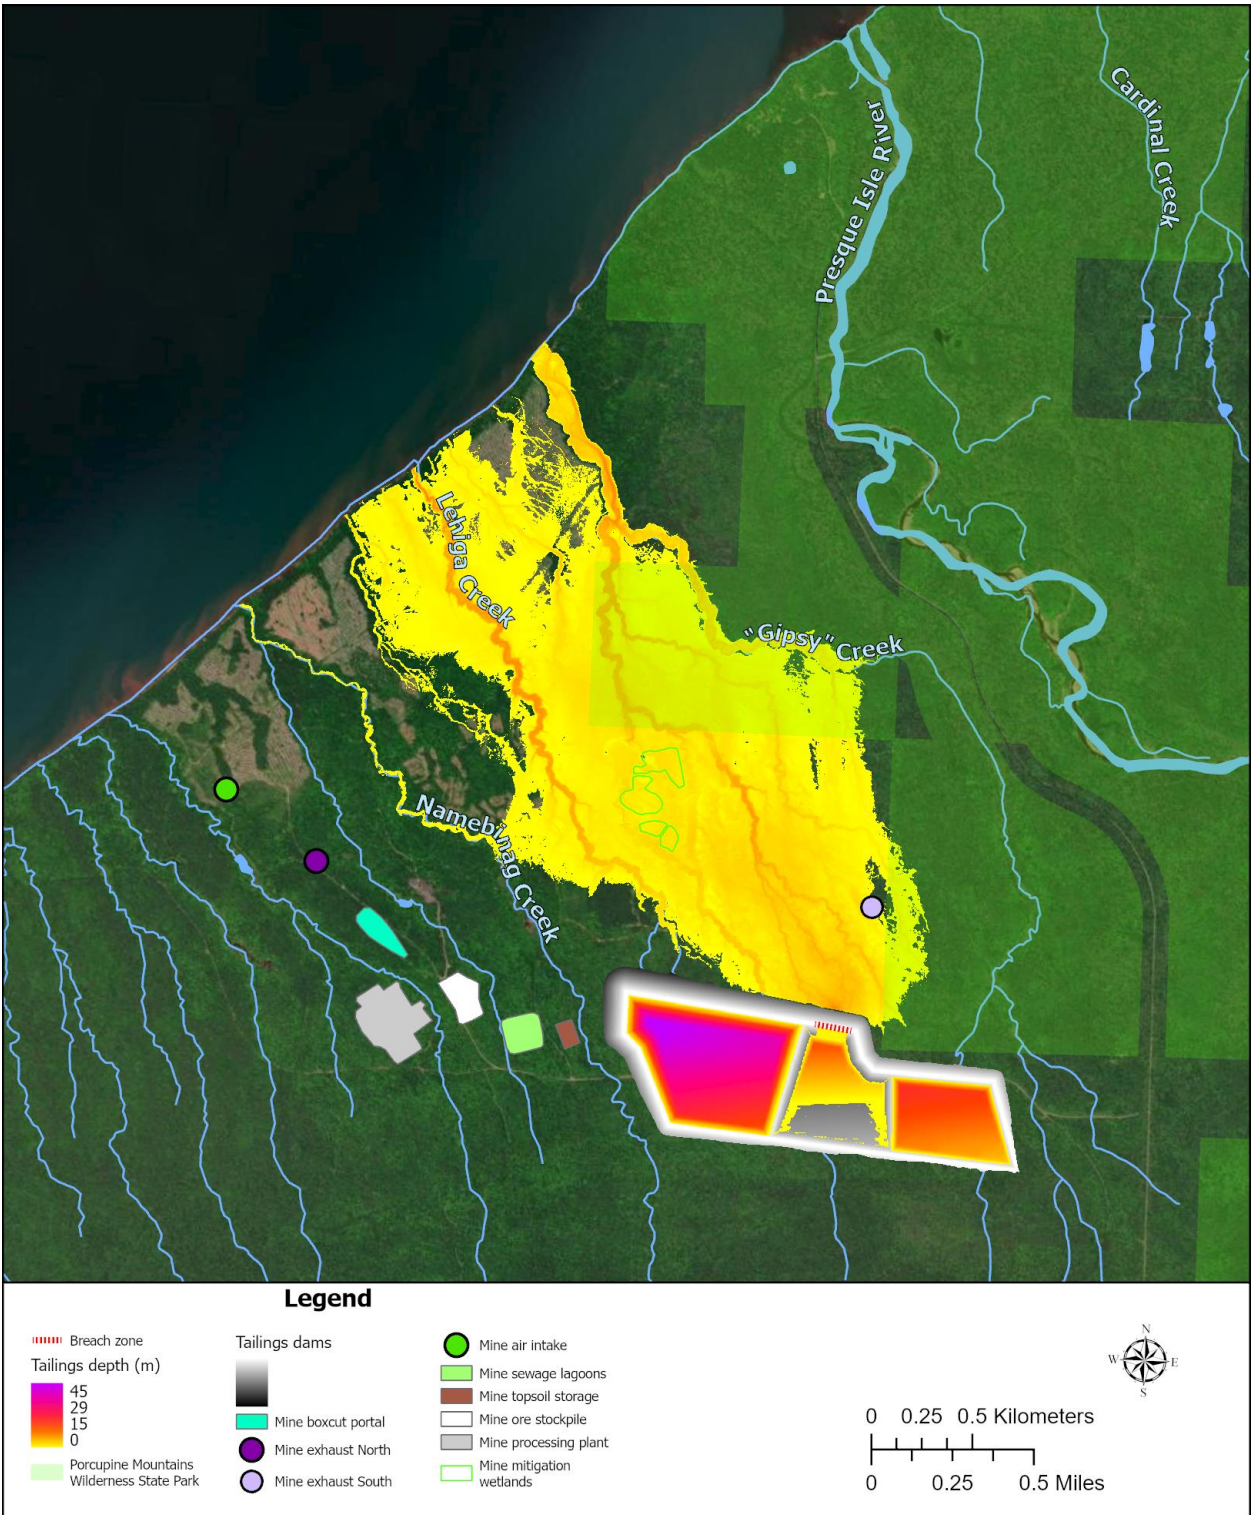 Cardinal Creek
Presque Isle River
Lehiga Creek
"Gipsy" Creek
Namebinag Creek
Legend
Breach zone
Tailings depth (m)
45
29
15
0
Porcupine Mountains
Wilderness State Park
Tailings dams
Mine boxcut portal
Mine exhaust North
Mine exhaust South
Mine air intake
Mine sewage lagoons
Mine topsoil storage
Mine ore stockpile
Mine processing plant
Mine mitigation
wetlands
N
W E
S
0 0.25 0.5 Kilometers
0 0.25 0.5 Miles